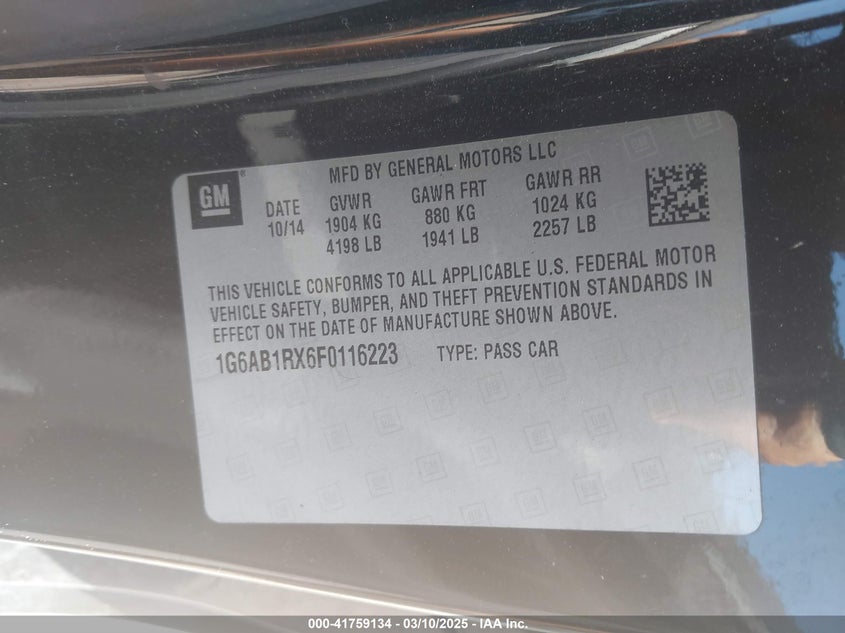 GM
MFD BY GENERAL MOTORS LLC
DATE GVWR GAWR FRT GAWR RR
10/14 1904 KG 880 KG 1024 KG
4198 LB 1941 LB 2257 LB
THIS VEHICLE CONFORMS TO ALL APPLICABLE U.S. FEDERAL MOTOR
VEHICLE SAFETY, BUMPER, AND THEFT PREVENTION STANDARDS IN
EFFECT ON THE DATE OF MANUFACTURE SHOWN ABOVE.
1G6AB1RX6F0116223 TYPE: PASS CAR
000-41759134 - 03/10/2025 - IAA Inc.